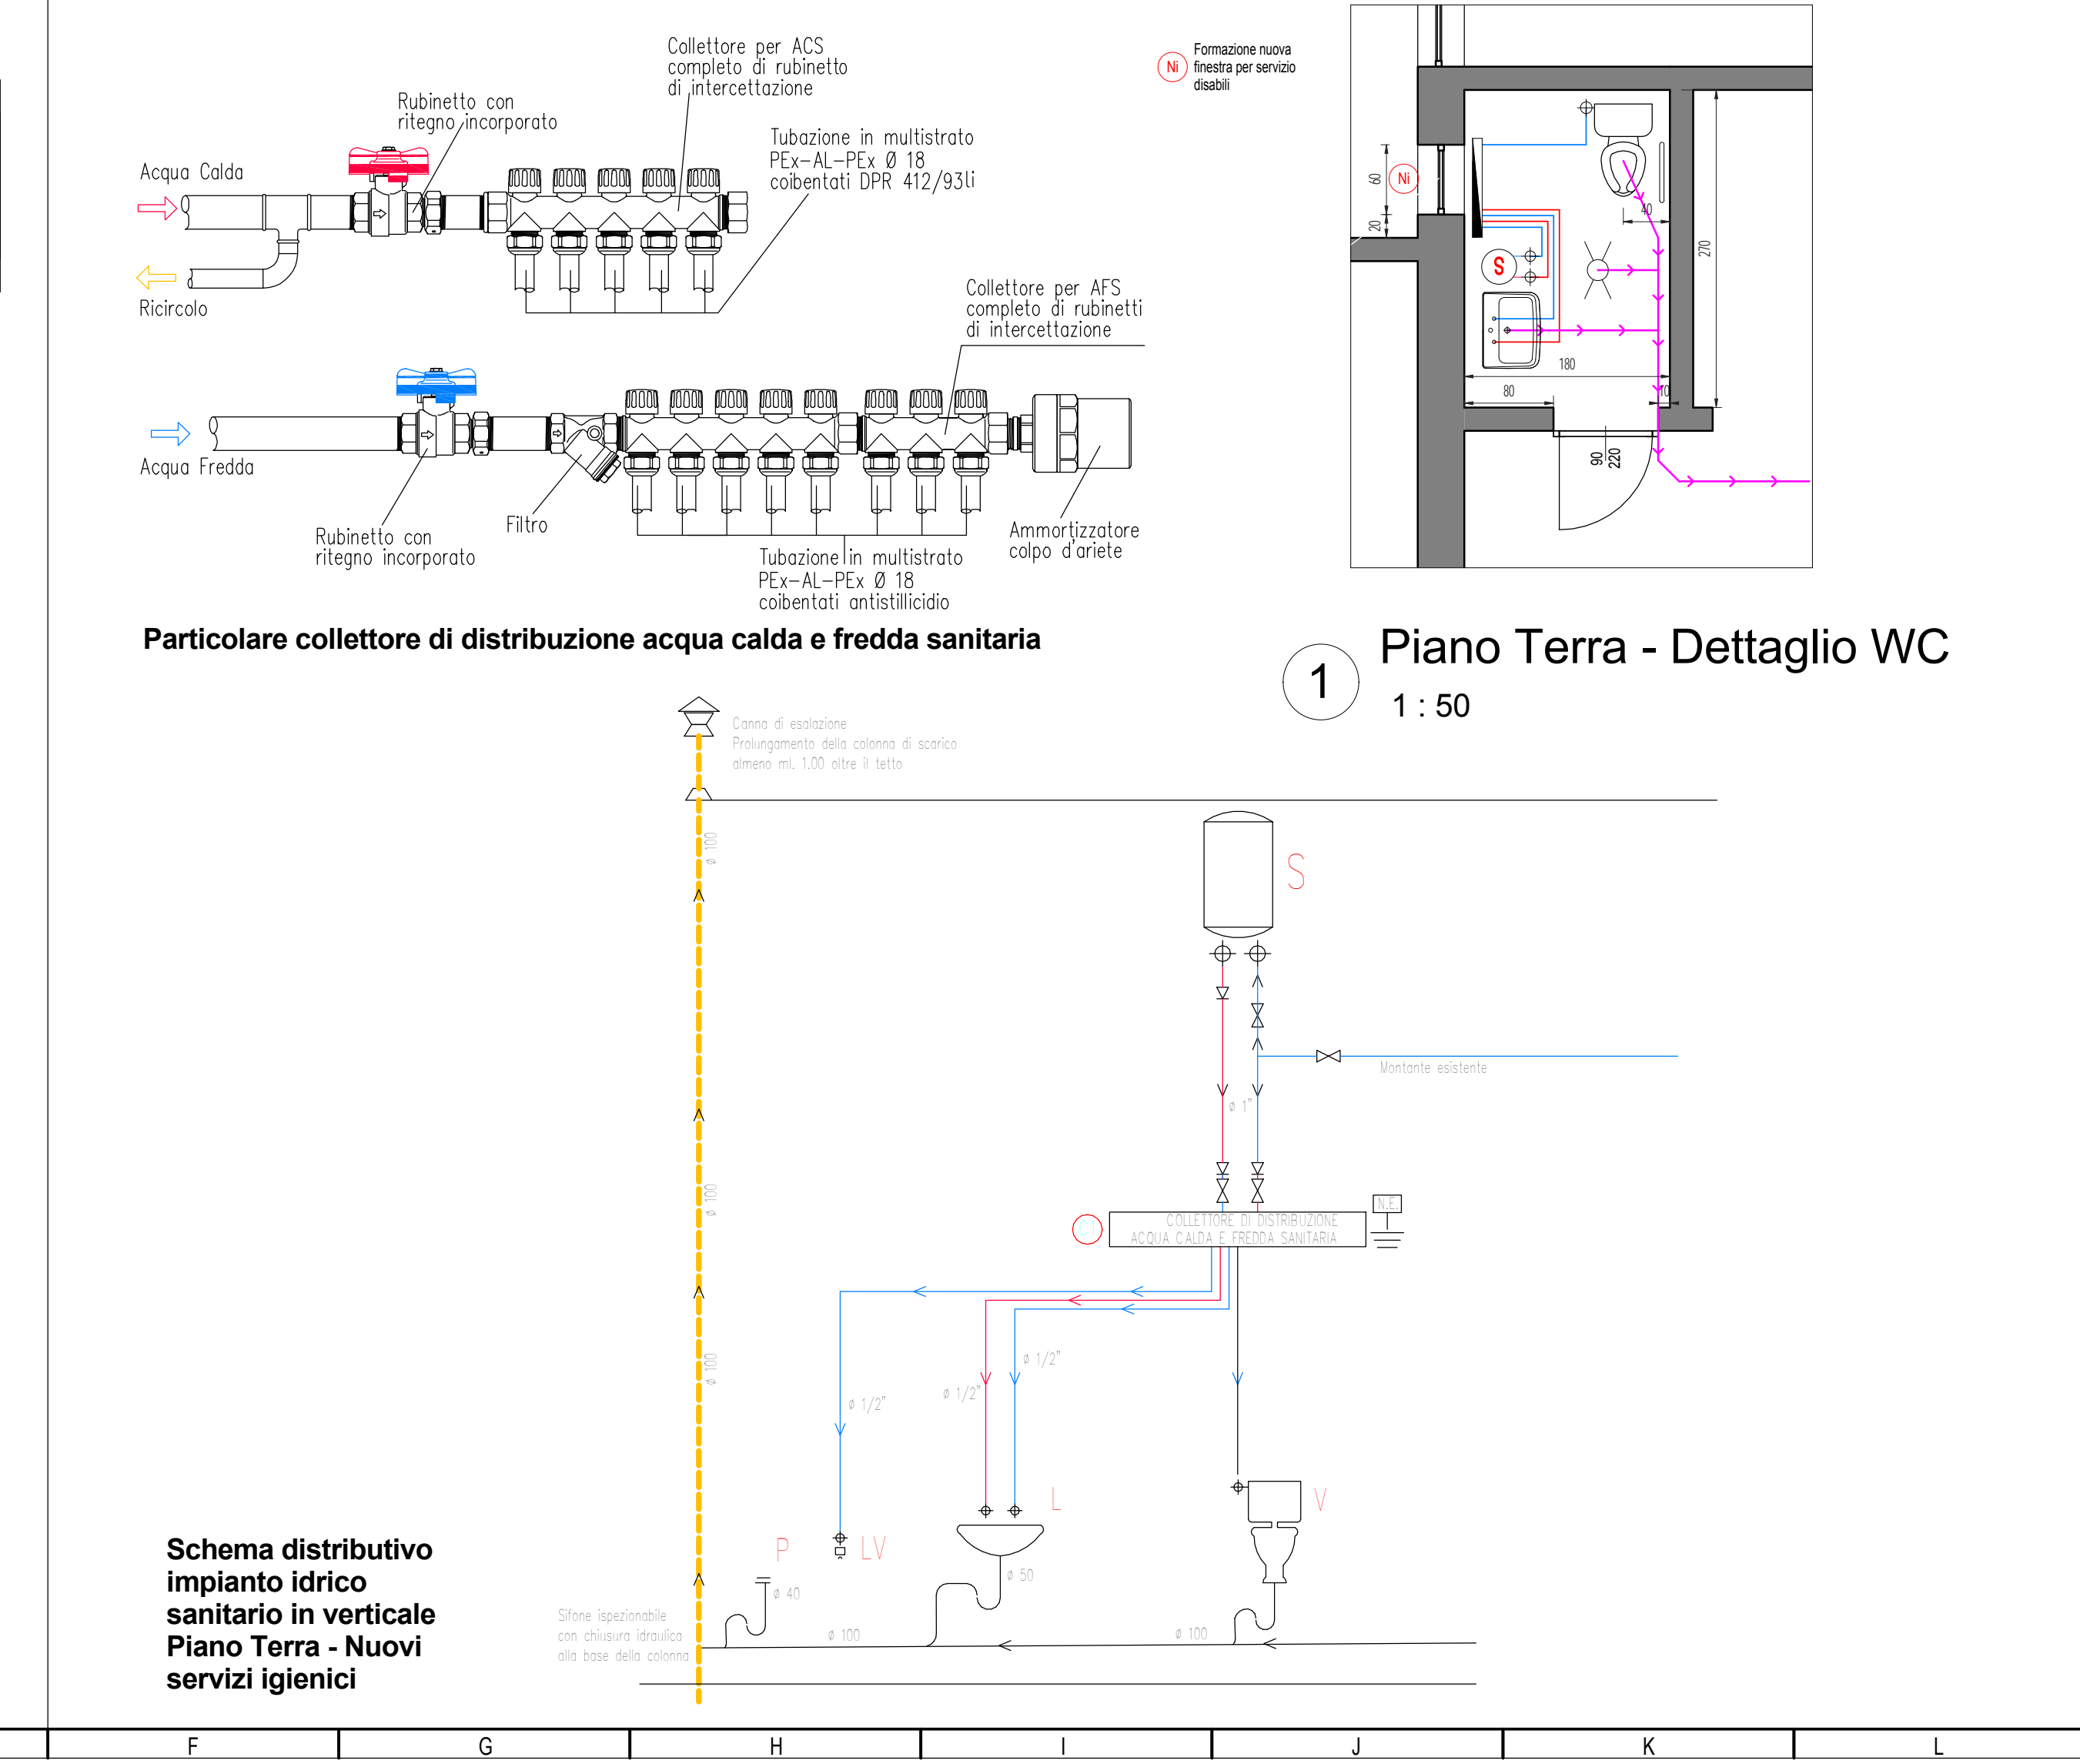 Collettore per ACS
completo di rubinetto
di intercettazione
Rubinetto con
ritegno incorporato
Tubazione in multistrato
PEx-AL-PEx Ø 18
coibentati DPR 412/93li
Acqua Calda
Ricircolo
Collettore per AFS
completo di rubinetti
di intercettazione
Acqua Fredda
Rubinetto con
ritegno incorporato
Filtro
Tubazione in multistrato
PEx-AL-PEx Ø 18
coibentati antistillicidio
Ammortizzatore
colpo d'ariete
Particolare collettore di distribuzione acqua calda e fredda sanitaria
Ni
Formazione nuova
finestra per servizio
disabili
60
Ni
20
S
40
270
180
80
10
90
220
1
Piano Terra - Dettaglio WC
1 : 50
Canna di esalazione
Prolungamento della colonna di scarico
almeno ml. 1.00 oltre il tetto
ø 100
S
Montante esistente
ø 1"
ø 100
N.E.
C1
COLLETTORE DI DISTRIBUZIONE
ACQUA CALDA E FREDDA SANITARIA
ø 100
ø 1/2"
ø 1/2"
ø 1/2"
L
V
P
LV
ø 40
ø 50
Sifone ispezionabile
con chiusura idraulica
alla base della colonna
ø 100
ø 100
Schema distributivo
impianto idrico
sanitario in verticale
Piano Terra - Nuovi
servizi igienici
F
G
H
I
J
K
L